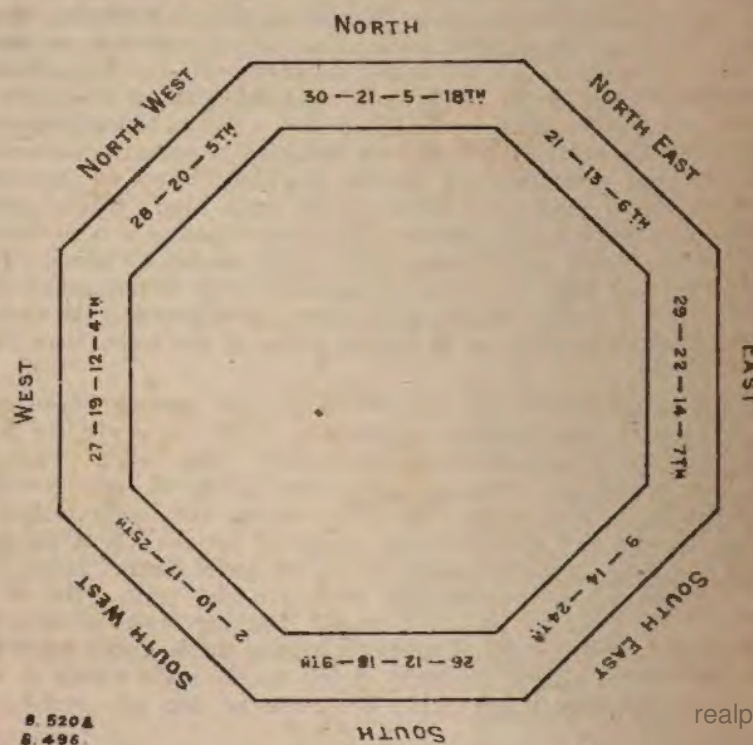 NORTH
30 — 21 — 5 — 18TH
NORTH EAST
21 — 13 — 6TH
EAST
29 — 22 — 14 — 7TH
SOUTH EAST
9 — 14 — 24TH
SOUTH
26 — 12 — 18 — 9TH
SOUTH WEST
2 — 10 — 17 — 25TH
WEST
27 — 19 — 12 — 4TH
NORTH WEST
28 — 20 — 5TH
B. 520 &
B. 496.
realp